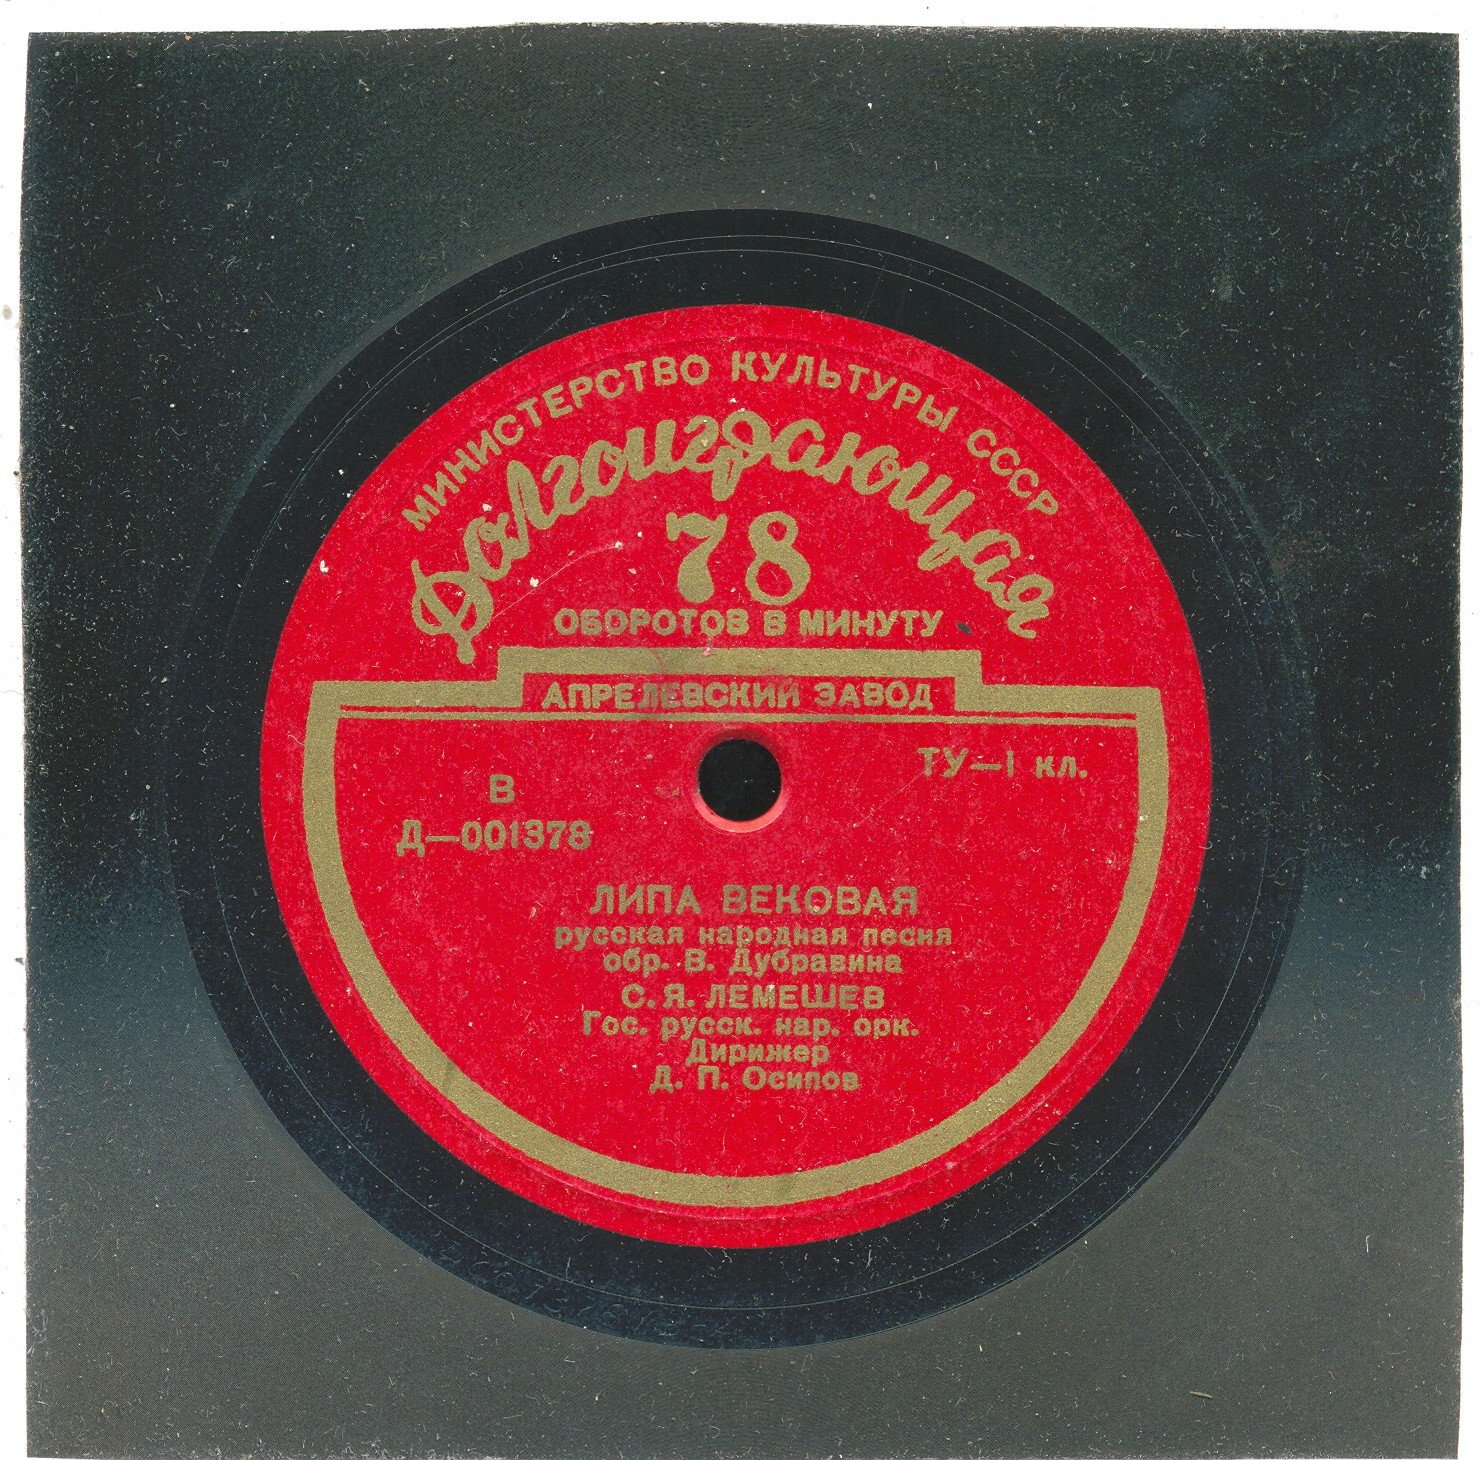 МИНИСТЕРСТВО КУЛЬТУРЫ СССР
Долгоиграющая
78
ОБОРОТОВ В МИНУТУ
АПРЕЛЕВСКИЙ ЗАВОД
ТУ—I кл.
В
Д—001378
ЛИПА ВЕКОВАЯ
русская народная песня
обр. В. Дубравина
С. Я. ЛЕМЕШЕВ
Гос. русск. нар. орк.
Дирижер
Д. П. Осипов